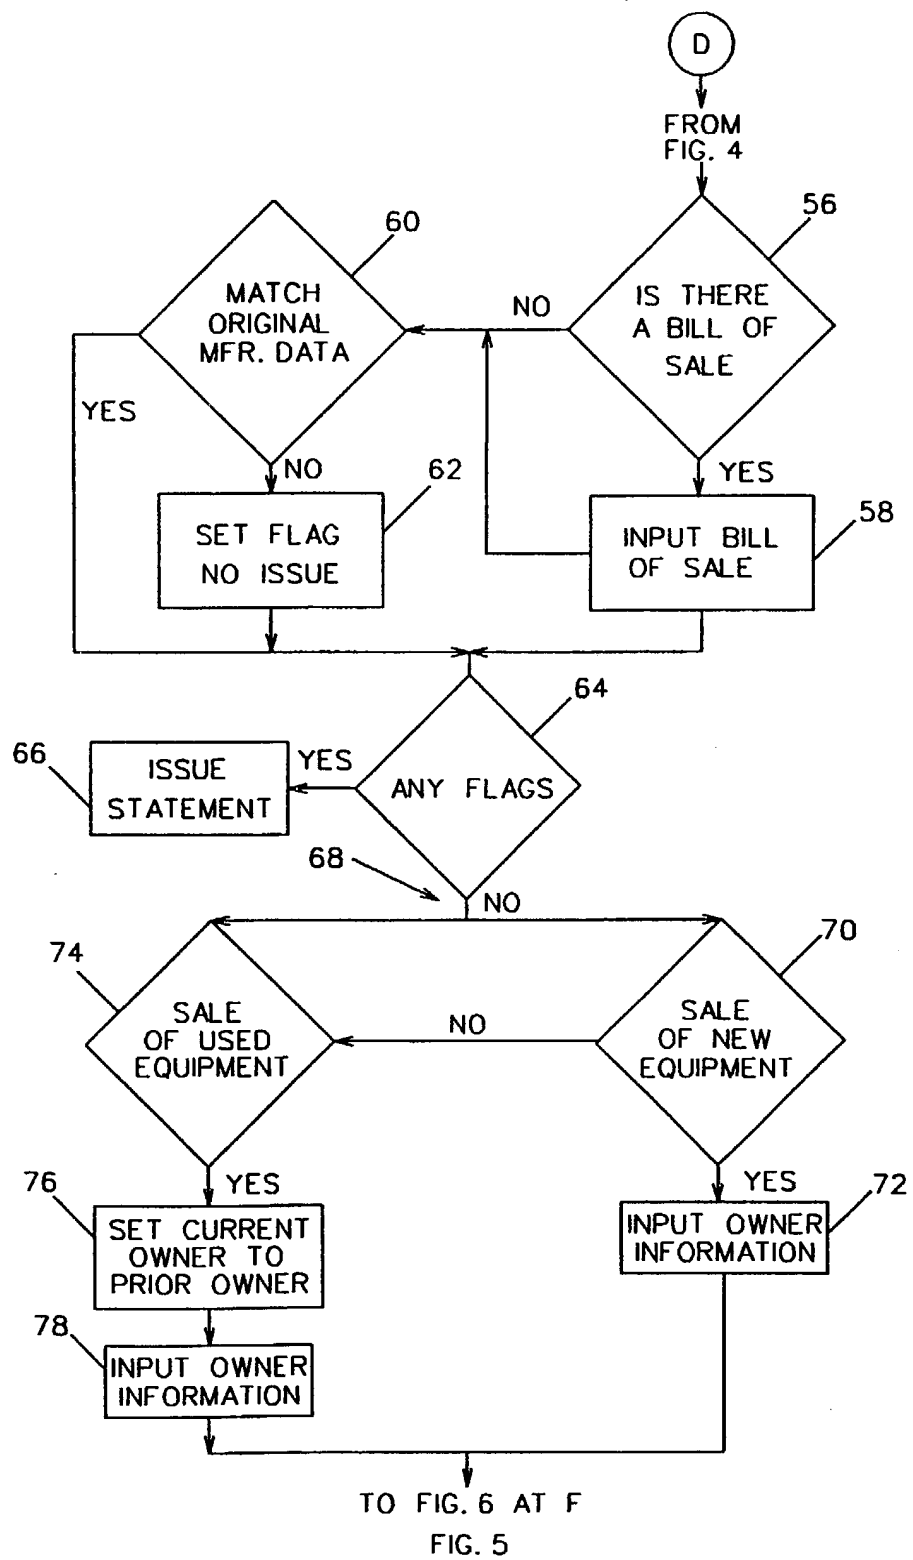 D
FROM
FIG. 4
56
IS THERE
A BILL OF
SALE
NO
60
MATCH
ORIGINAL
MFR. DATA
YES
NO
62
SET FLAG
NO ISSUE
YES
58
INPUT BILL
OF SALE
64
ANY FLAGS
YES
66
ISSUE
STATEMENT
68
NO
70
SALE
OF NEW
EQUIPMENT
NO
74
SALE
OF USED
EQUIPMENT
YES
72
INPUT OWNER
INFORMATION
YES
76
SET CURRENT
OWNER TO
PRIOR OWNER
78
INPUT OWNER
INFORMATION
TO FIG. 6 AT F
FIG. 5